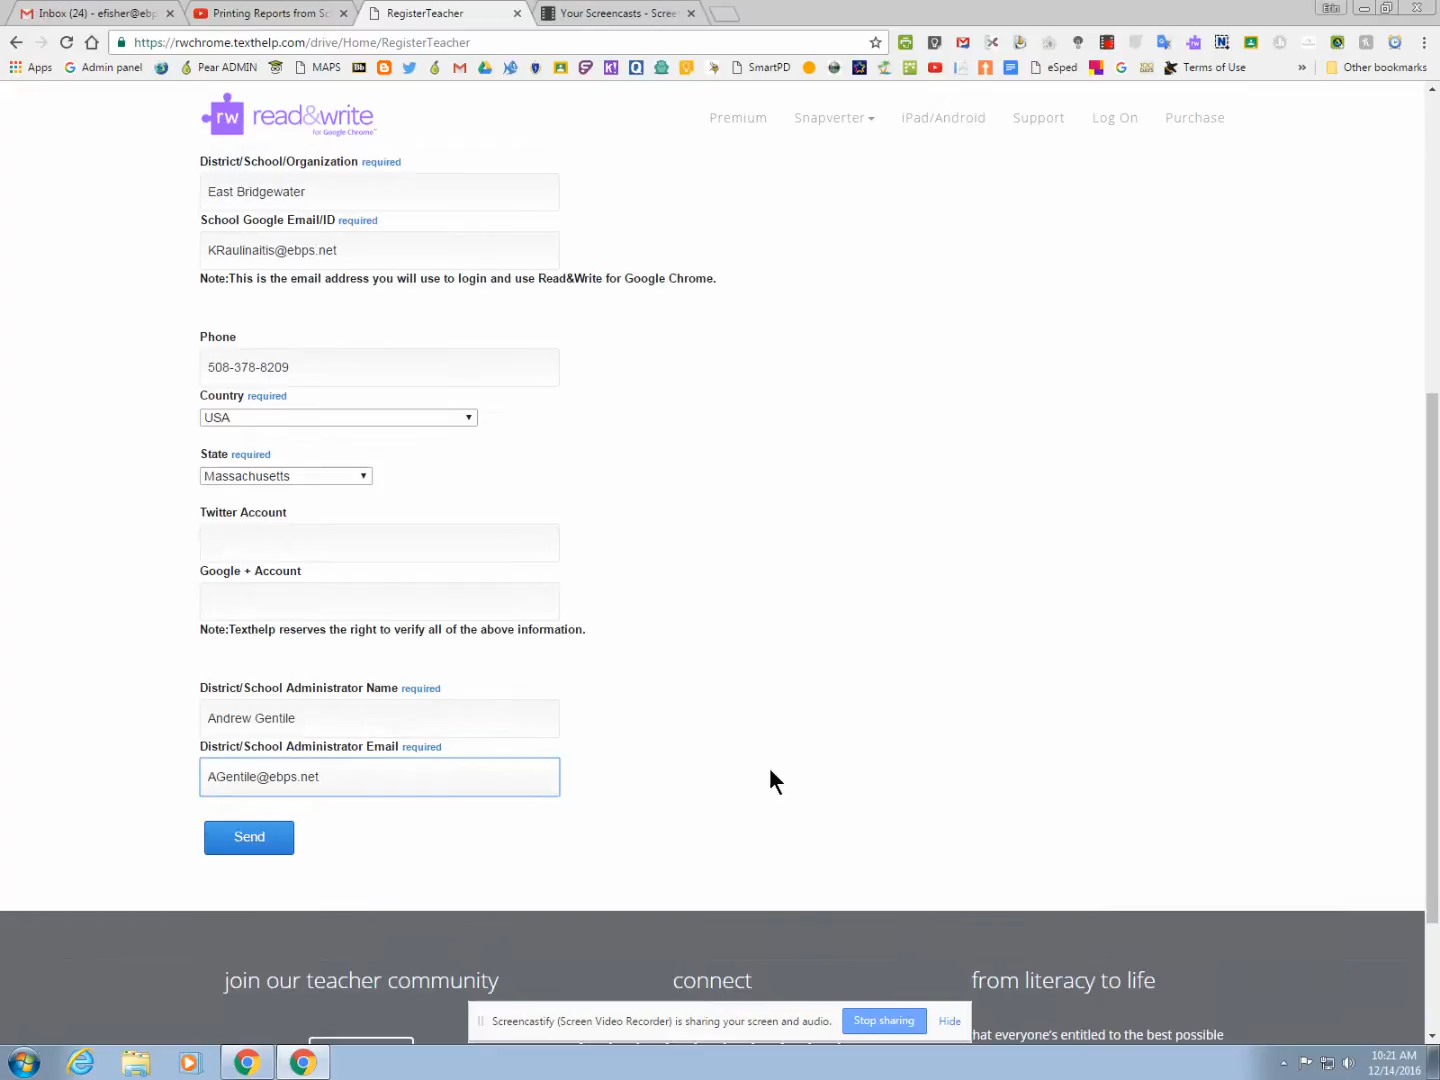 Inbox (24) - efisher@ebp
Printing Reports from Sc
RegisterTeacher
Your Screencasts - Scree
Erin
https://rwchrome.texthelp.com/drive/Home/RegisterTeacher
Apps
Admin panel
Pear ADMIN
MAPS
SmartPD
eSped
Terms of Use
»
Other bookmarks
rw read&write
for Google Chrome™
Premium
Snapverter
iPad/Android
Support
Log On
Purchase
District/School/Organization required
East Bridgewater
School Google Email/ID required
KRaulinaitis@ebps.net
Note:This is the email address you will use to login and use Read&Write for Google Chrome.
Phone
508-378-8209
Country required
USA
State required
Massachusetts
Twitter Account
Google + Account
Note:Texthelp reserves the right to verify all of the above information.
District/School Administrator Name required
Andrew Gentile
District/School Administrator Email required
AGentile@ebps.net
Send
join our teacher community
connect
from literacy to life
Screencastify (Screen Video Recorder) is sharing your screen and audio.
Stop sharing
Hide
hat everyone's entitled to the best possible
10:21 AM
12/14/2016